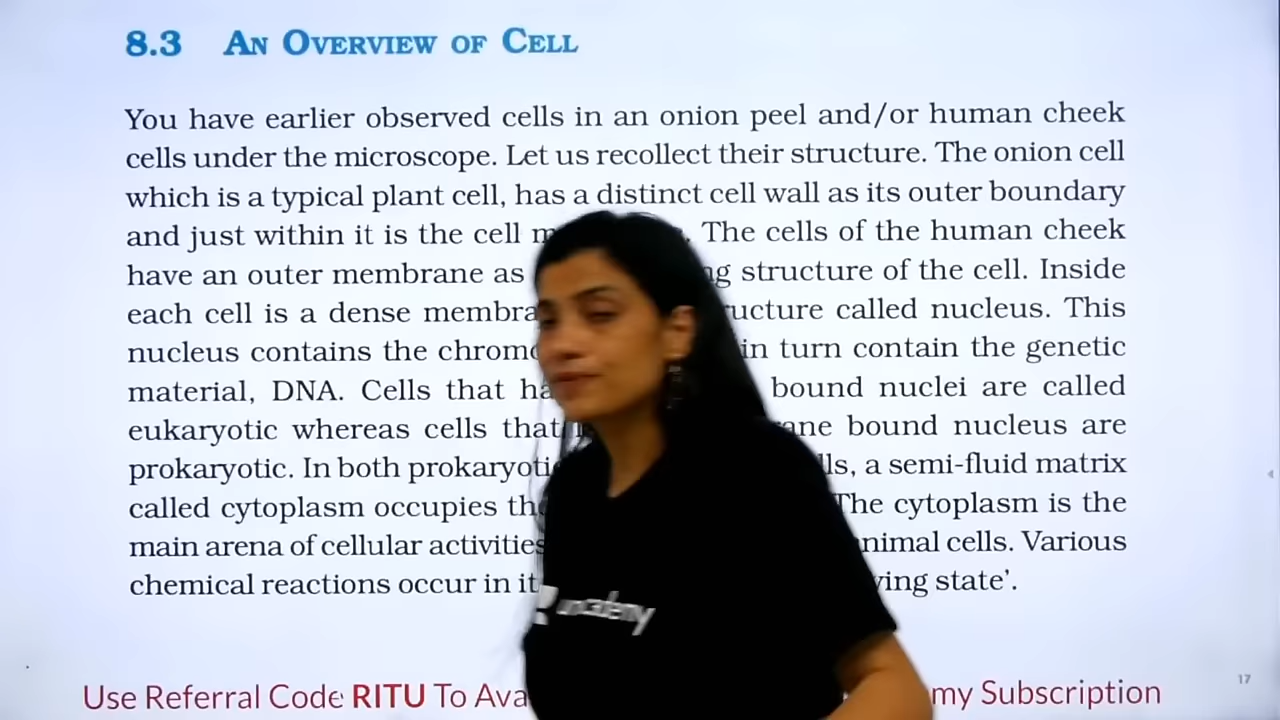 8.3 AN OVERVIEW OF CELL
You have earlier observed cells in an onion peel and/or human cheek
cells under the microscope. Let us recollect their structure. The onion cell
which is a typical plant cell, has a distinct cell wall as its outer boundary
and just within it is the cell The cells of the human cheek
have an outer membrane as structure of the cell. Inside
each cell is a dense called nucleus. This
nucleus contains the in turn contain the genetic
material, DNA. Cells that bound nuclei are called
eukaryotic whereas cells that bound nucleus are
prokaryotic. In both a semi-fluid matrix
called cytoplasm occupies The cytoplasm is the
main arena of cellular activities animal cells. Various
chemical reactions occur in it state’.
unacademy
Use Referral Code RITU To Subscription
17